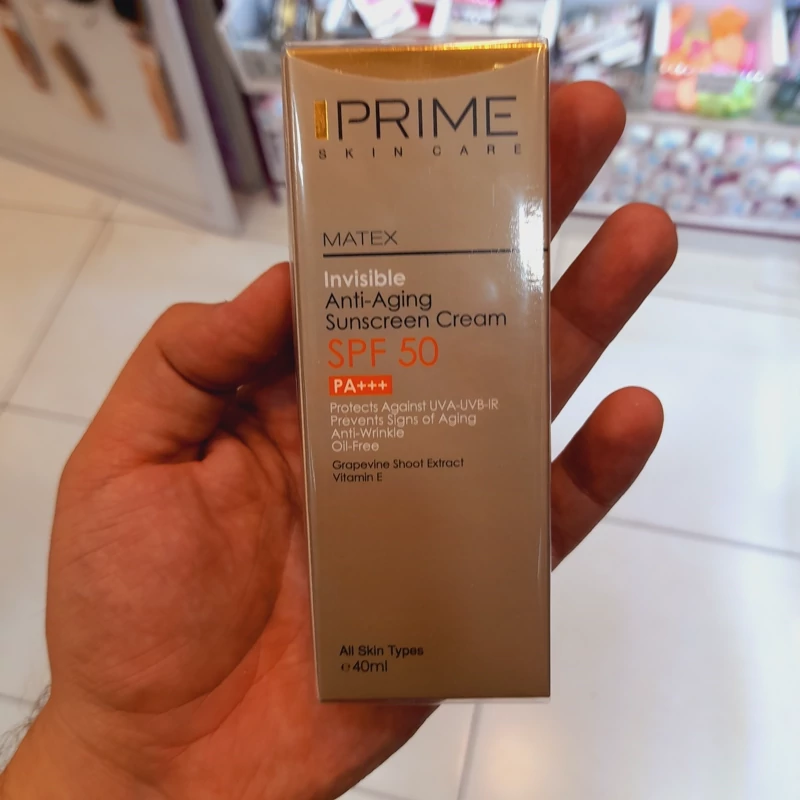 PRIME
SKIN CARE
MATEX
Invisible
Anti-Aging
Sunscreen Cream
SPF 50
PA+++
Protects Against UVA-UVB-IR
Prevents Signs of Aging
Anti-Wrinkle
Oil-Free
Grapevine Shoot Extract
Vitamin E
All Skin Types
℮40ml